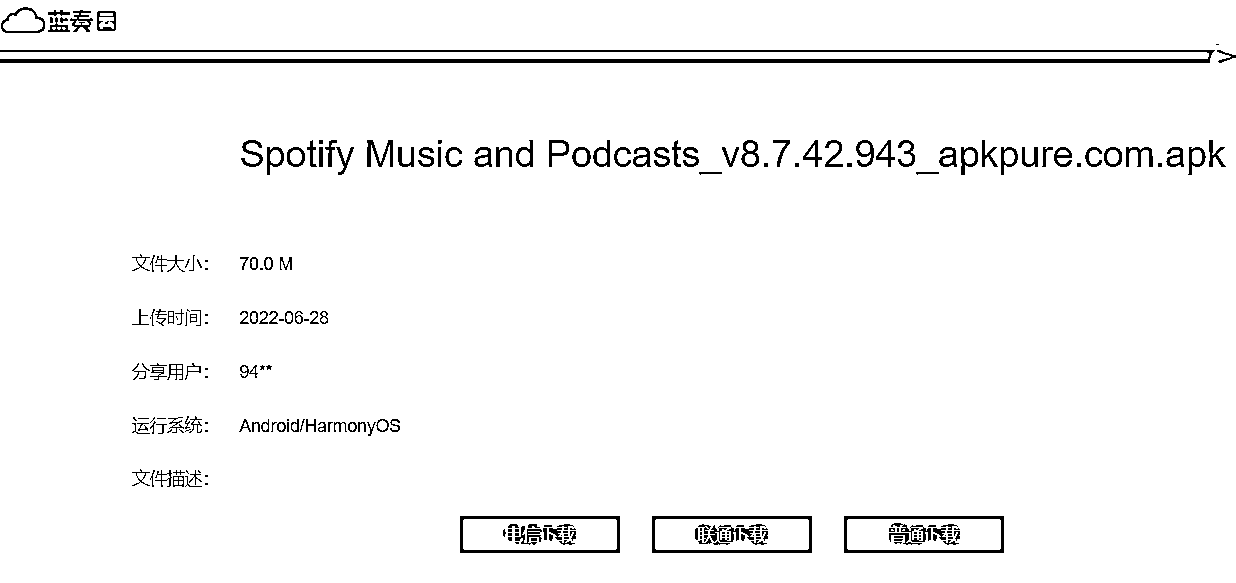 蓝奏云
Spotify Music and Podcasts_v8.7.42.943_apkpure.com.apk
文件大小： 70.0 M
上传时间： 2022-06-28
分享用户： 94**
运行系统： Android/HarmonyOS
文件描述：
电信下载 联通下载 普通下载